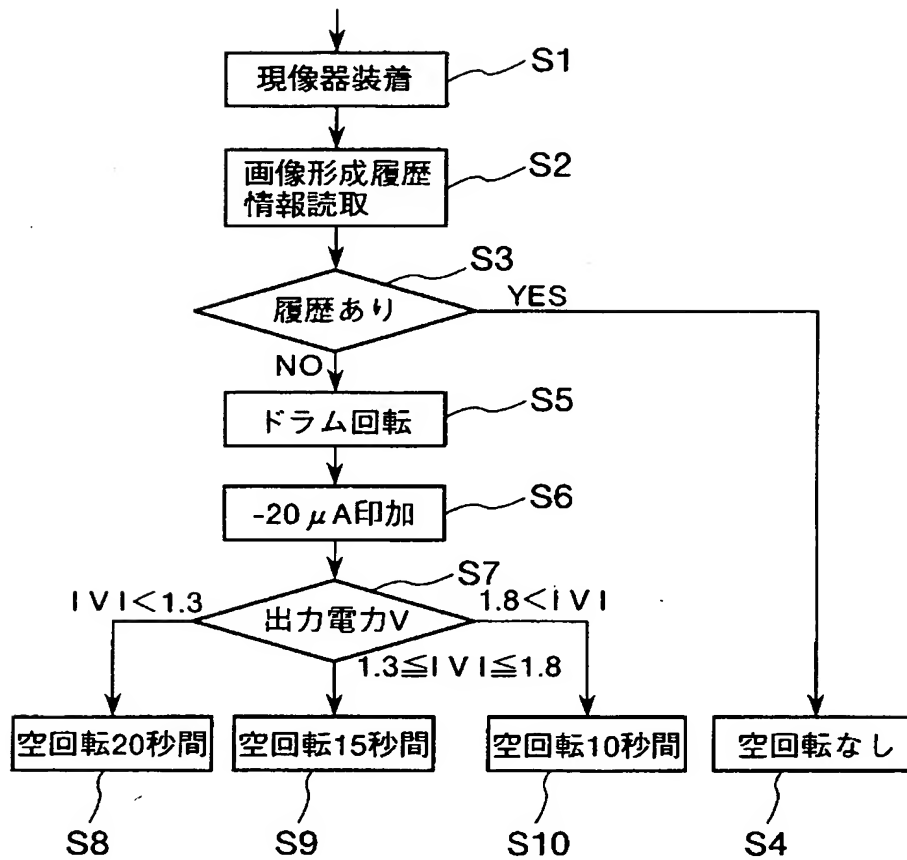 現像器装着
S1
画像形成履歴
情報読取
S2
S3
履歴あり
YES
NO
ドラム回転
S5
-20μA印加
S6
S7
|V|<1.3
出力電力V
1.8<|V|
1.3≦|V|≦1.8
空回転20秒間
空回転15秒間
空回転10秒間
空回転なし
S8
S9
S10
S4